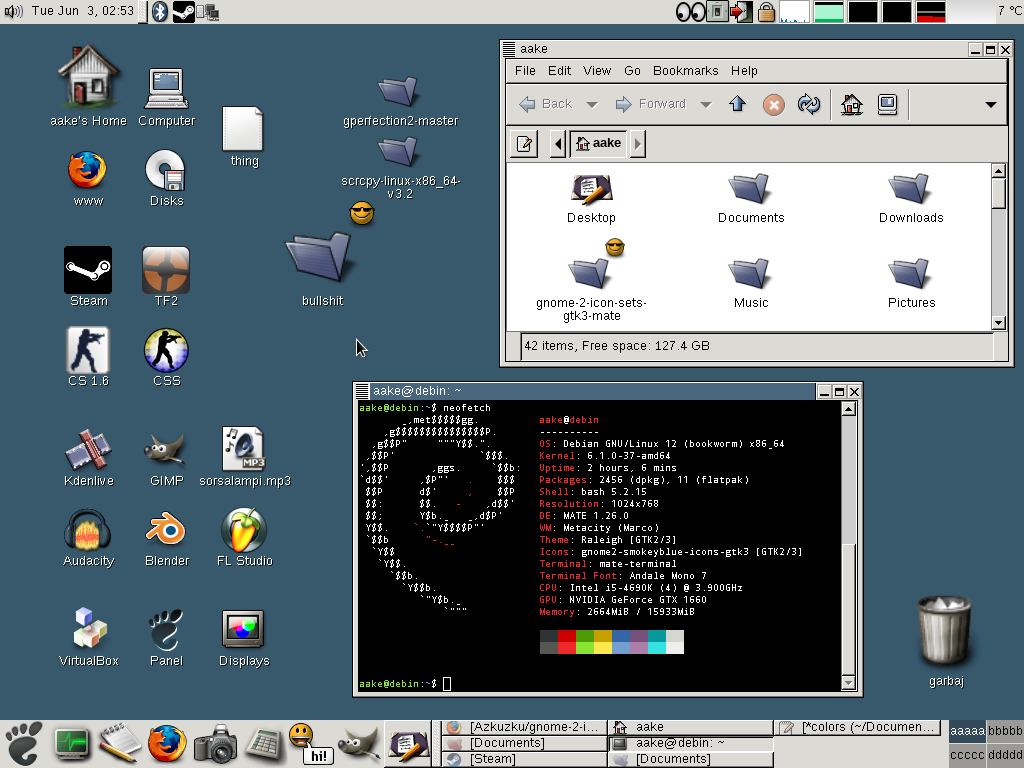 Tue Jun 3, 02:53
7 °C
aake's Home
Computer
thing
gperfection2-master
www
Disks
scrcpy-linux-x86_64-
v3.2
Steam
TF2
bullshit
CS 1.6
CSS
Kdenlive
GIMP
MP3
sorsalampi.mp3
Audacity
Blender
FL Studio
VirtualBox
Panel
Displays
garbaj
aake
File Edit View Go Bookmarks Help
Back Forward
aake
Desktop
Documents
Downloads
gnome-2-icon-sets-
gtk3-mate
Music
Pictures
42 items, Free space: 127.4 GB
aake@debin: ~
aake@debin:~$ neofetch
_,met$$$$$gg.
,g$$$$$$$$$$$$$$$P.
,g$$P"     """Y$$.".
,$$P'              `$$$.
',$$P       ,ggs.     `$$b:
`d$$'     ,$P"'   .    $$$
$$P      d$'     ,    $$P
$$:      $$.   -    ,d$$'
$$;      Y$b._   _,d$P'
Y$$.    `.`"Y$$$$P"'
`$$b      "-.__
`Y$$
`Y$$.
`$$b.
`Y$$b.
`"Y$b._
`"""
aake@debin
----------
OS: Debian GNU/Linux 12 (bookworm) x86_64
Kernel: 6.1.0-37-amd64
Uptime: 2 hours, 6 mins
Packages: 2456 (dpkg), 11 (flatpak)
Shell: bash 5.2.15
Resolution: 1024x768
DE: MATE 1.26.0
WM: Metacity (Marco)
Theme: Raleigh [GTK2/3]
Icons: gnome2-smokeyblue-icons-gtk3 [GTK2/3]
Terminal: mate-terminal
Terminal Font: Andale Mono 7
CPU: Intel i5-4690K (4) @ 3.900GHz
GPU: NVIDIA GeForce GTX 1660
Memory: 2664MiB / 15933MiB
aake@debin:~$
hi!
[Azkuzku/gnome-2-i...
aake
[*colors (~/Documen...
[Documents]
aake@debin: ~
[Steam]
[Documents]
aaaaa bbbbb
ccccc ddddd